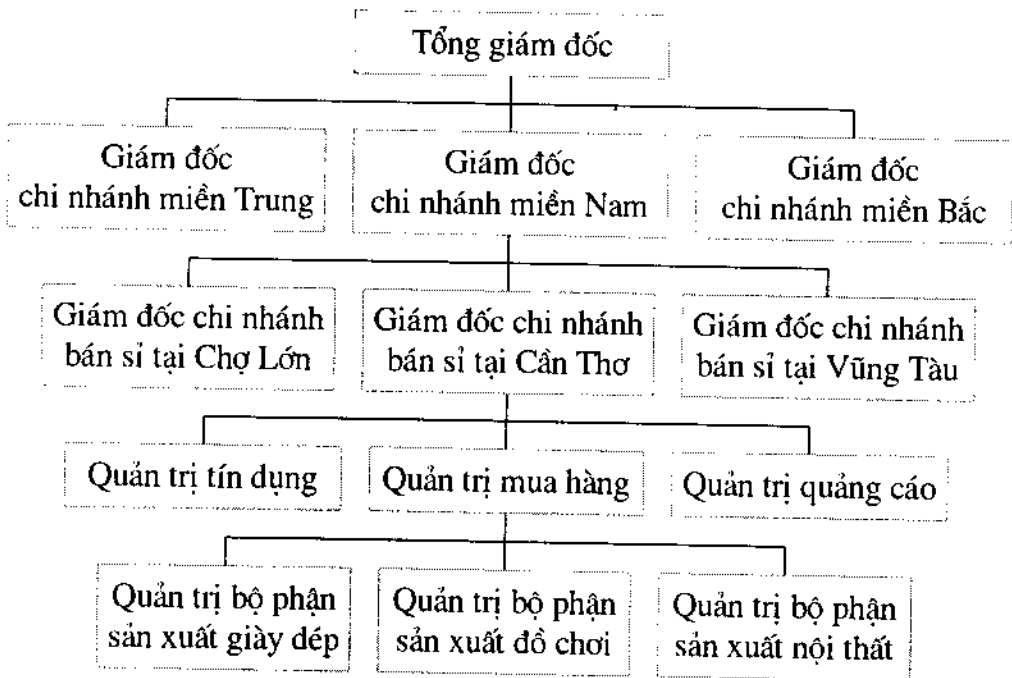 Tổng giám đốc
Giám đốc
chi nhánh miền Trung
Giám đốc
chi nhánh miền Nam
Giám đốc
chi nhánh miền Bắc
Giám đốc chi nhánh
bán sỉ tại Chợ Lớn
Giám đốc chi nhánh
bán sỉ tại Cần Thơ
Giám đốc chi nhánh
bán sỉ tại Vũng Tàu
Quản trị tín dụng
Quản trị mua hàng
Quản trị quảng cáo
Quản trị bộ phận
sản xuất giày dép
Quản trị bộ phận
sản xuất đồ chơi
Quản trị bộ phận
sản xuất nội thất